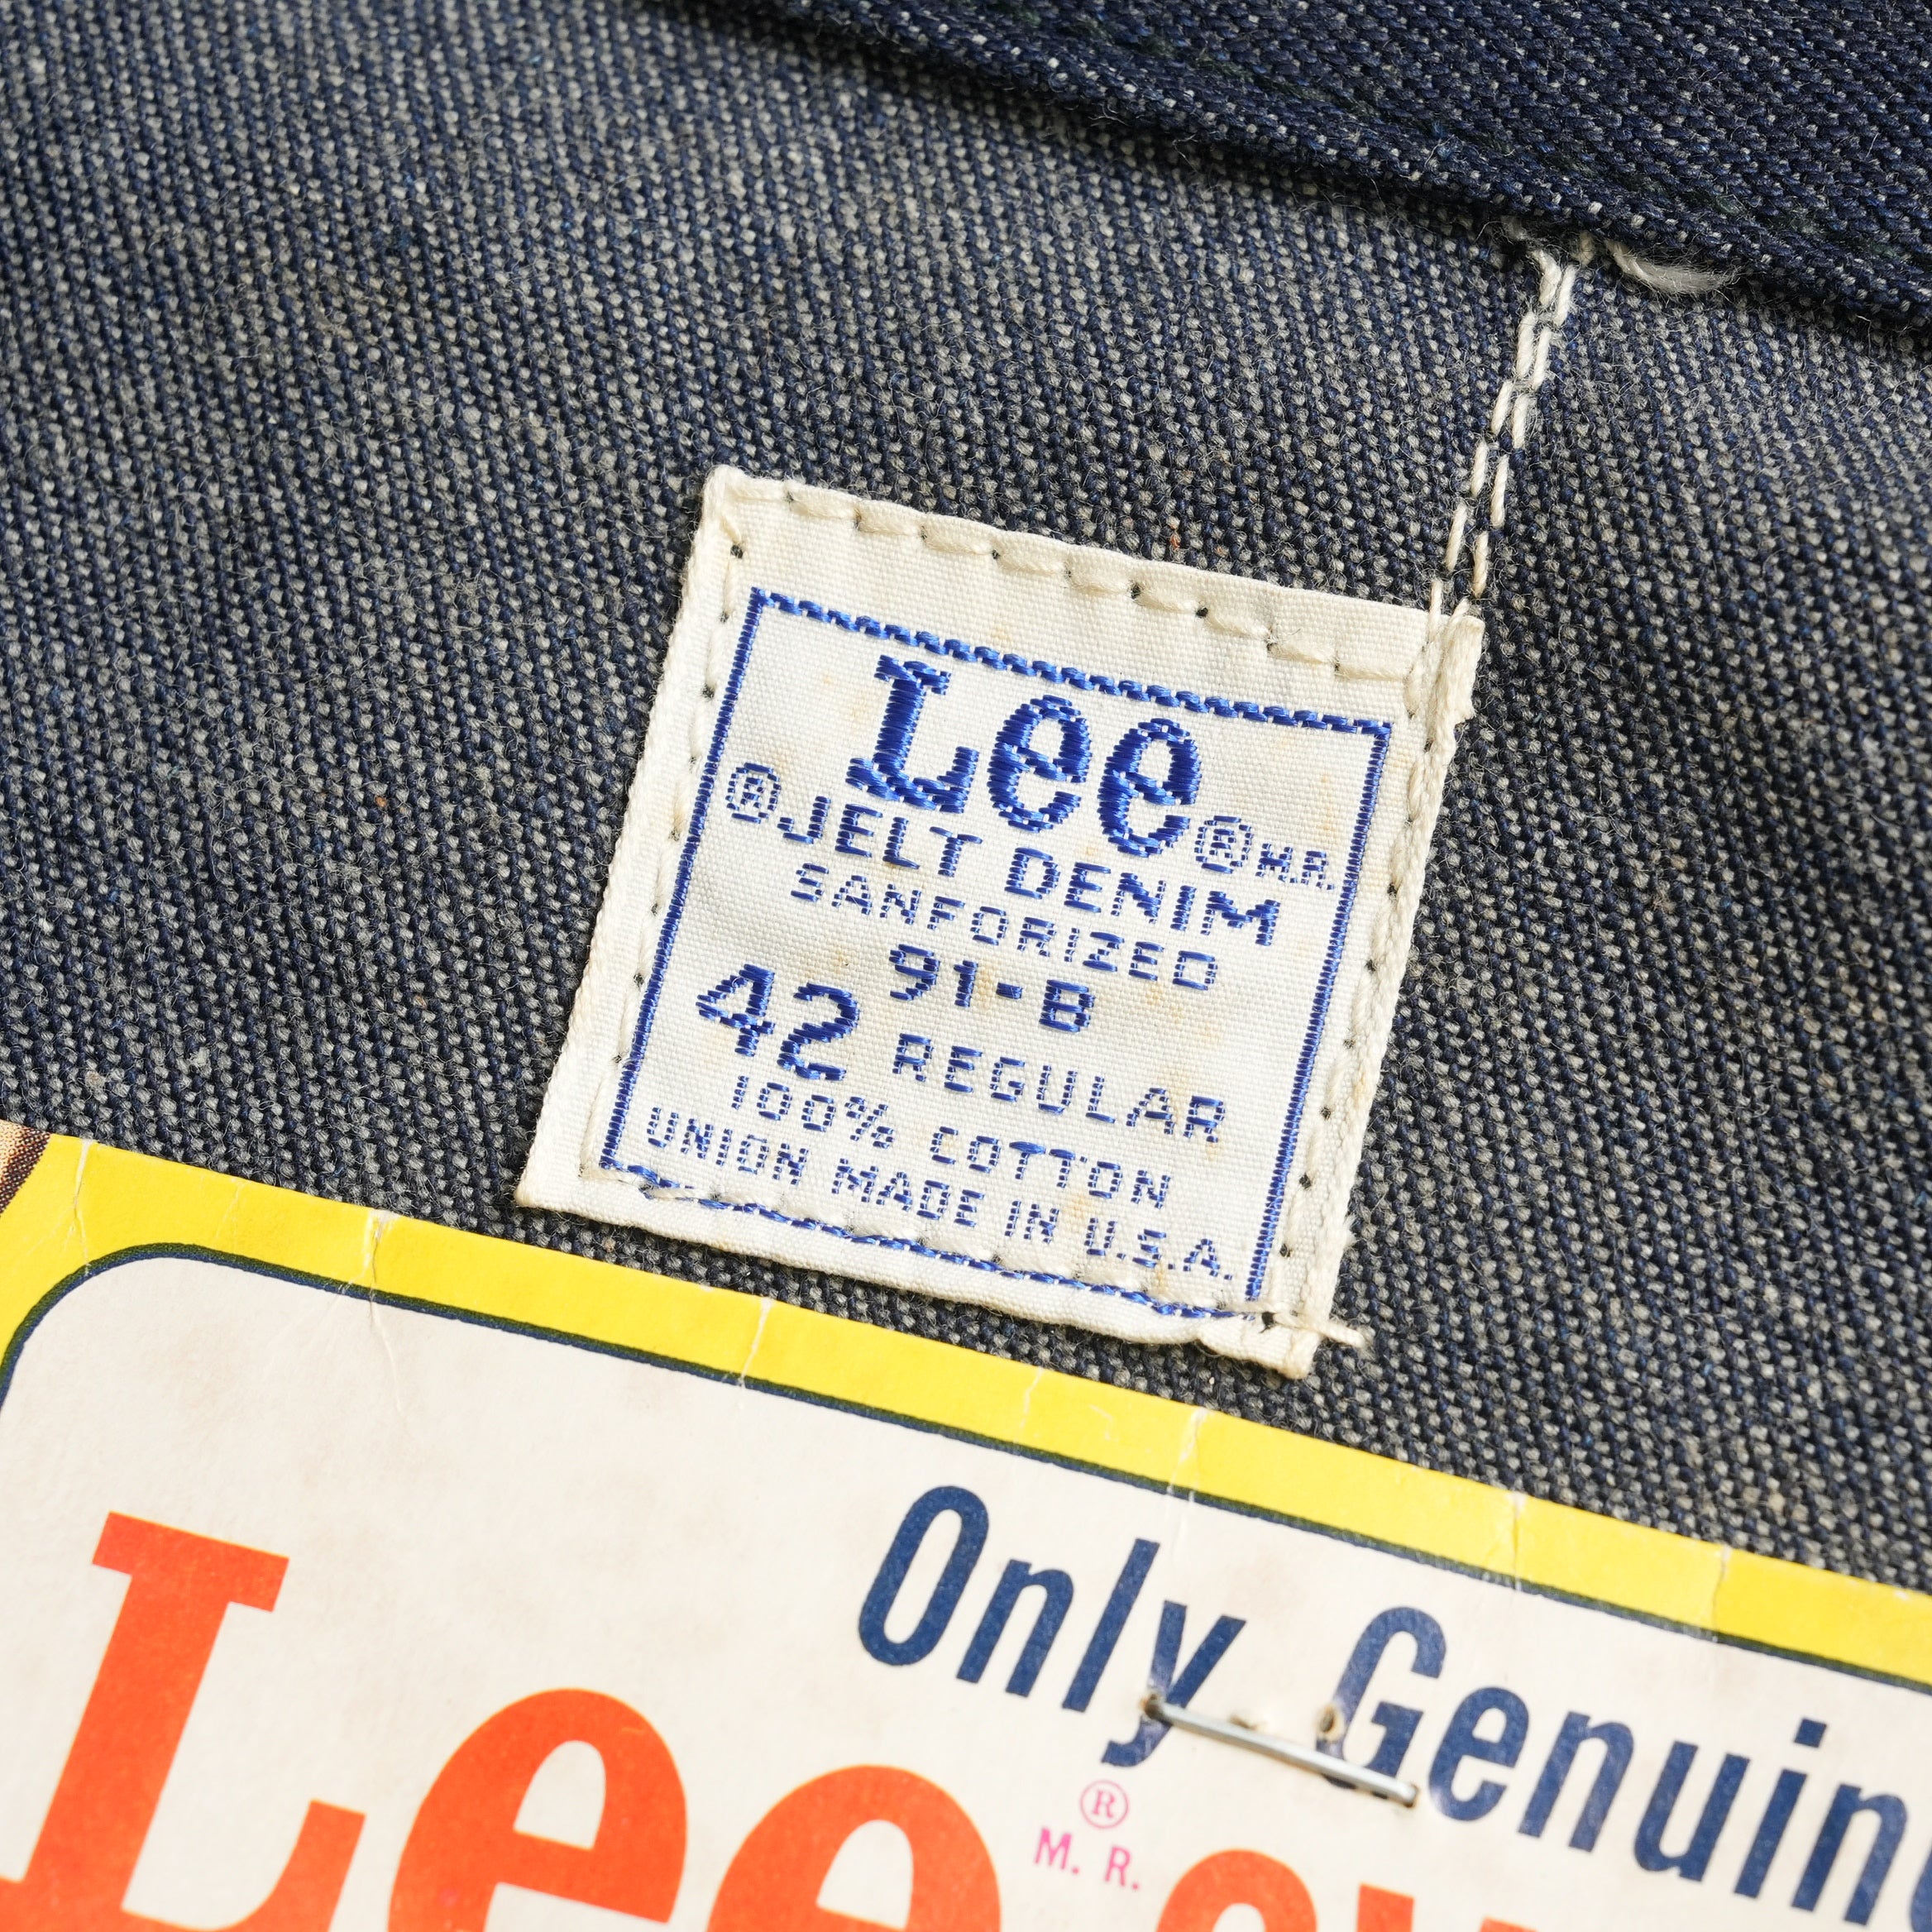 Lee® M.R.
®JELT DENIM
SANFORIZED
91-B
42 REGULAR
100% COTTON
UNION MADE IN U.S.A.
Only Genuin
Lee ® M. R.